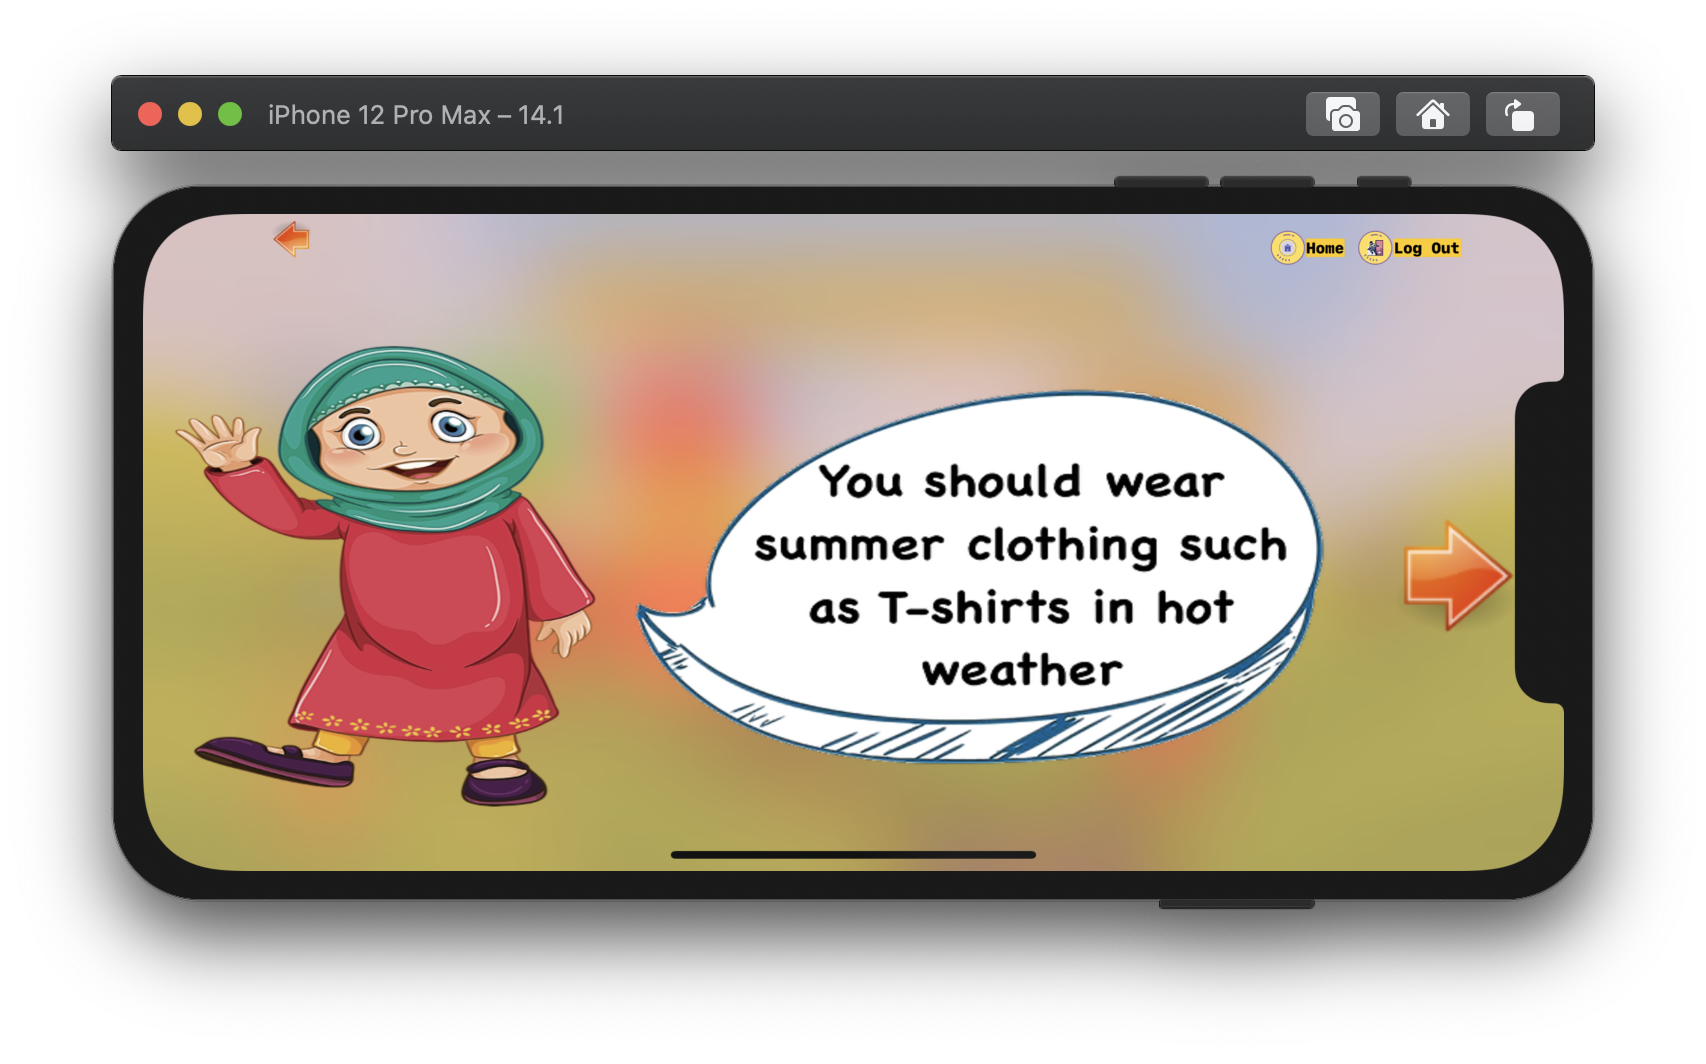 iPhone 12 Pro Max – 14.1
Home
Log Out
You should wear
summer clothing such
as T-shirts in hot
weather